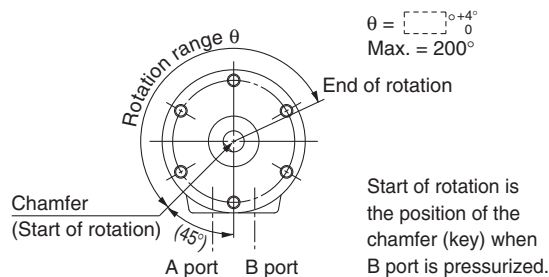 θ = °+4°
0
Max. = 200°
Rotation range θ
End of rotation
Chamfer
(Start of rotation)
(45°)
A port
B port
Start of rotation is
the position of the
chamfer (key) when
B port is pressurized.